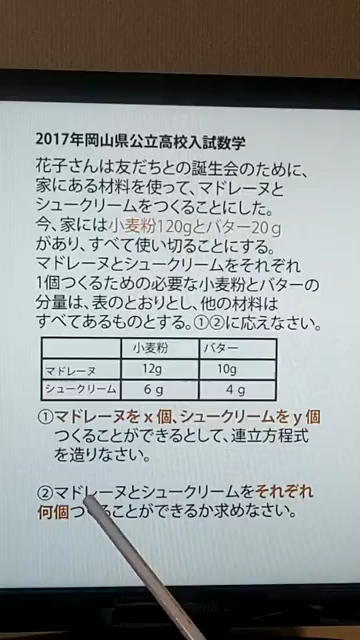 2017年岡山県公立高校入試数学
花子さんは友だちとの誕生会のために、
家にある材料を使って、マドレーヌと
シュークリームをつくることにした。
今、家には小麦粉120gとバター20g
があり、すべて使い切ることにする。
マドレーヌとシュークリームをそれぞれ
1個つくるための必要な小麦粉とバターの
分量は、表のとおりとし、他の材料は
すべてあるものとする。①②に応えなさい。
小麦粉 バター
マドレーヌ 12g 10g
シュークリーム 6g 4g
①マドレーヌをx個、シュークリームをy個
つくることができるとして、連立方程式
を造りなさい。
②マドレーヌとシュークリームをそれぞれ
何個つくることができるか求めなさい。